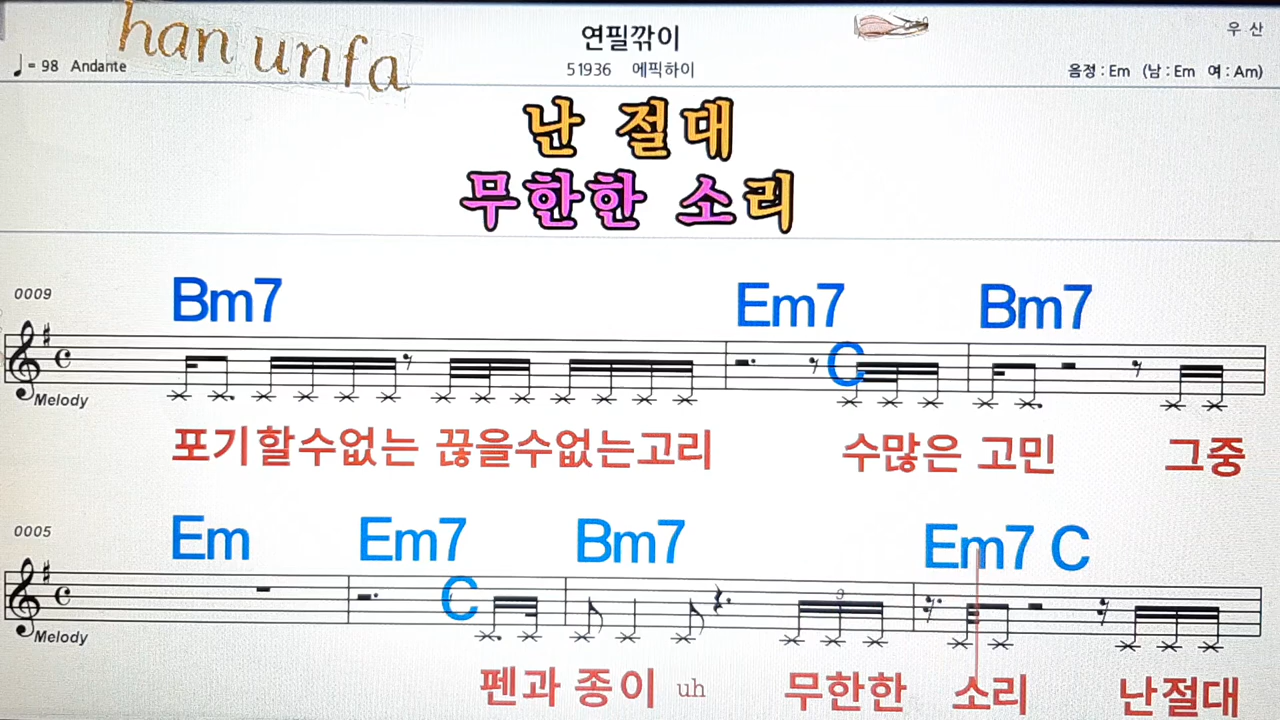 han unfa
연필깎이
우 산
♩= 98 Andante
51936 에픽하이
음정 : Em (남 : Em 여 : Am)
난 절대
무한한 소리
0009
Bm7 Em7 C Bm7
Melody
포기할수없는 끊을수없는고리 수많은 고민 그중
0005
Em Em7 C Bm7 Em7 C
3
Melody
펜과 종이 uh 무한한 소리 난절대